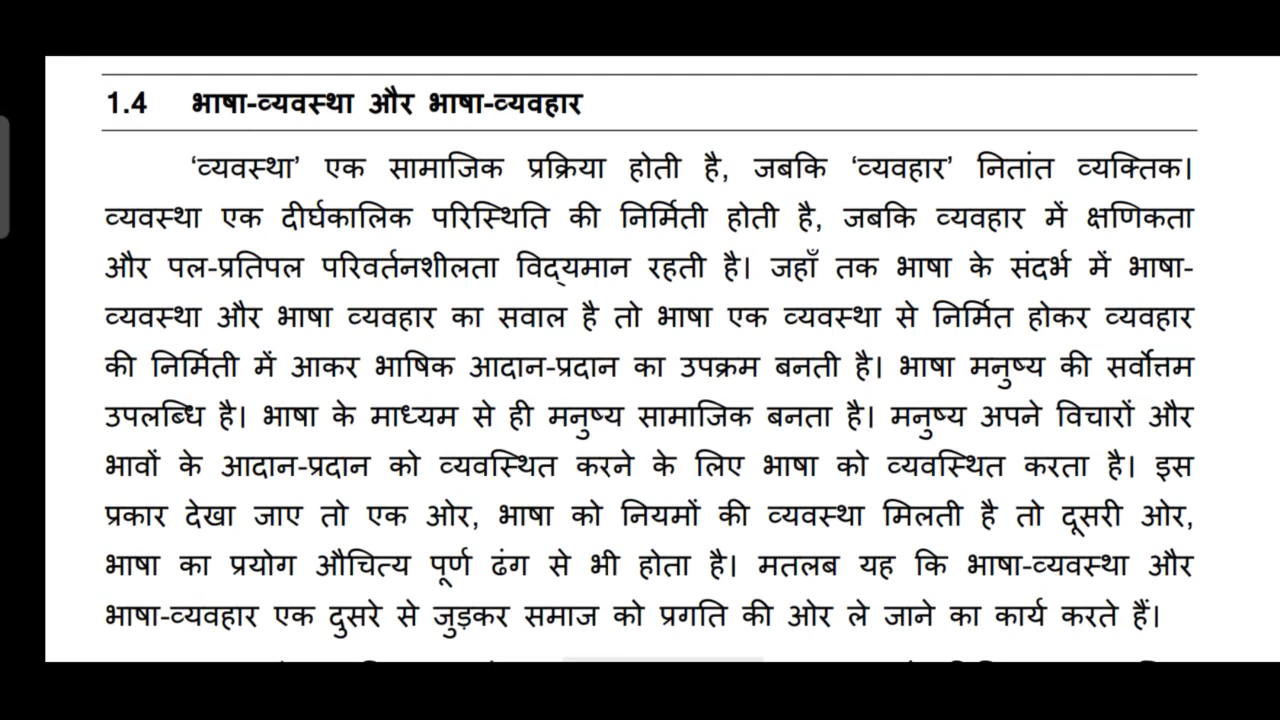 1.4 भाषा-व्यवस्था और भाषा-व्यवहार
‘व्यवस्था’ एक सामाजिक प्रक्रिया होती है, जबकि ‘व्यवहार’ नितांत व्यक्तिक।
व्यवस्था एक दीर्घकालिक परिस्थिति की निर्मिती होती है, जबकि व्यवहार में क्षणिकता
और पल-प्रतिपल परिवर्तनशीलता विद्‌यमान रहती है। जहाँ तक भाषा के संदर्भ में भाषा-
व्यवस्था और भाषा व्यवहार का सवाल है तो भाषा एक व्यवस्था से निर्मित होकर व्यवहार
की निर्मिती में आकर भाषिक आदान-प्रदान का उपक्रम बनती है। भाषा मनुष्य की सर्वोत्तम
उपलब्धि है। भाषा के माध्यम से ही मनुष्य सामाजिक बनता है। मनुष्य अपने विचारों और
भावों के आदान-प्रदान को व्यवस्थित करने के लिए भाषा को व्यवस्थित करता है। इस
प्रकार देखा जाए तो एक ओर, भाषा को नियमों की व्यवस्था मिलती है तो दूसरी ओर,
भाषा का प्रयोग औचित्य पूर्ण ढंग से भी होता है। मतलब यह कि भाषा-व्यवस्था और
भाषा-व्यवहार एक दुसरे से जुड़कर समाज को प्रगति की ओर ले जाने का कार्य करते हैं।